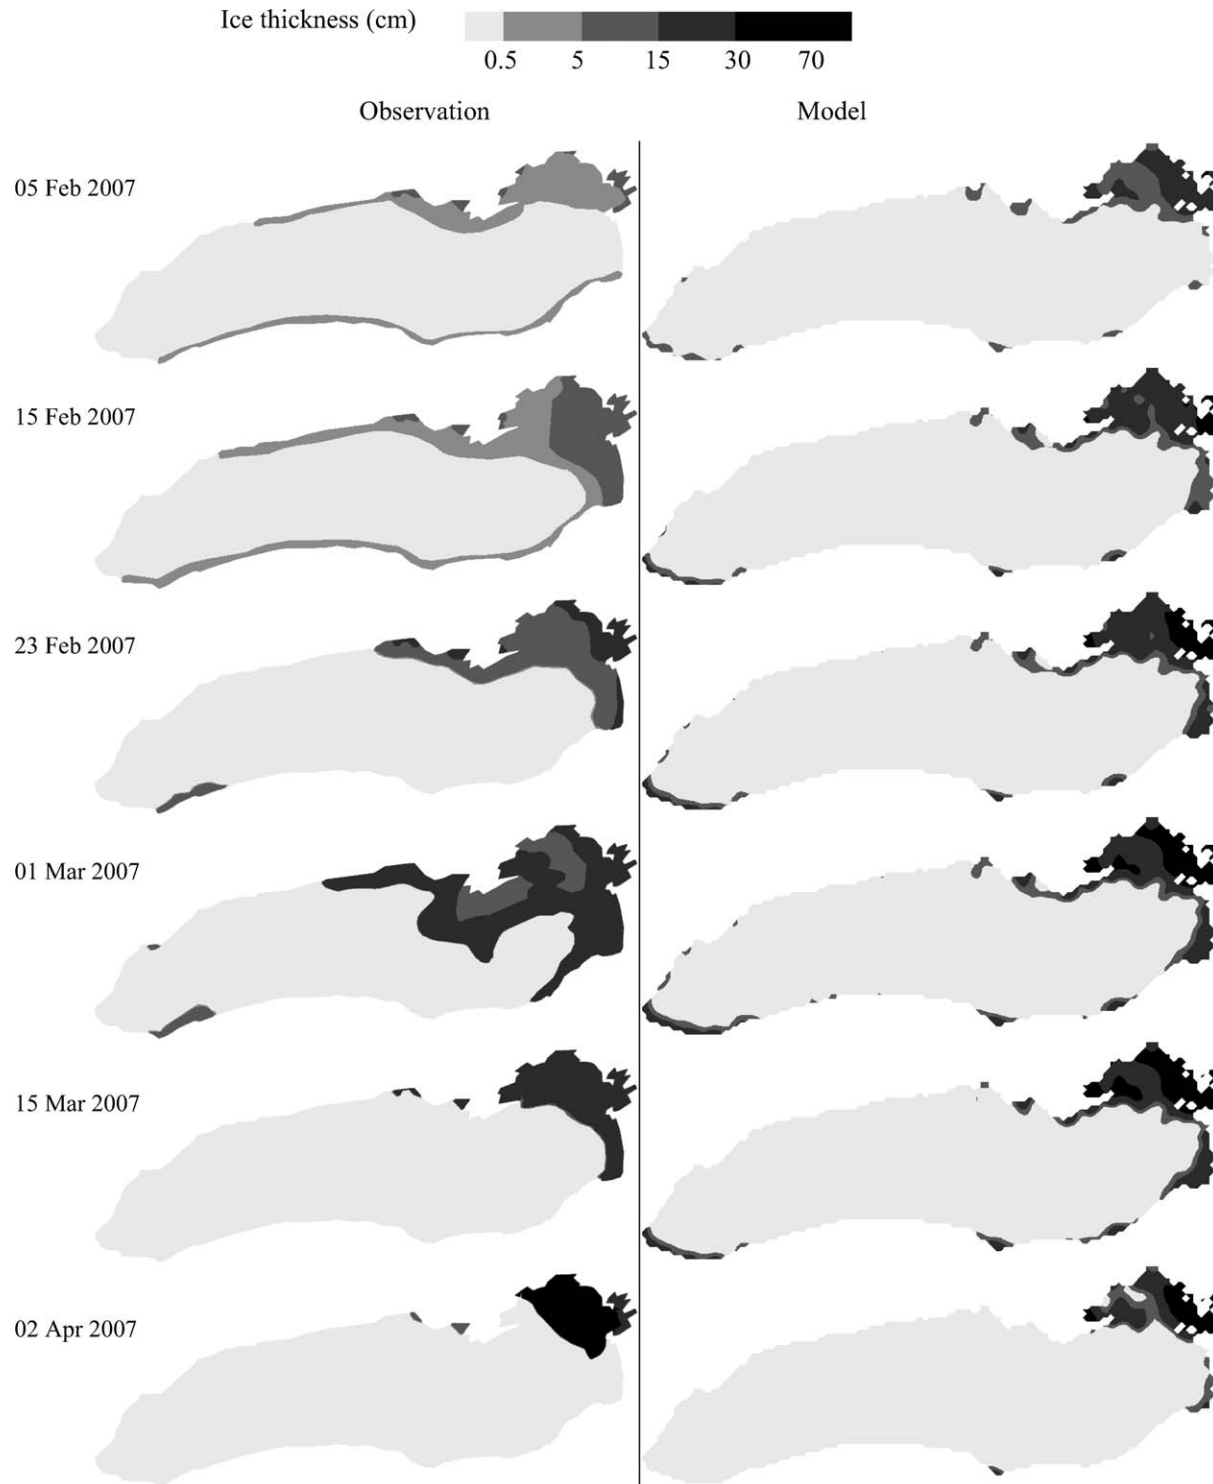 Ice thickness (cm)
0.5 5 15 30 70
Observation Model
05 Feb 2007
15 Feb 2007
23 Feb 2007
01 Mar 2007
15 Mar 2007
02 Apr 2007